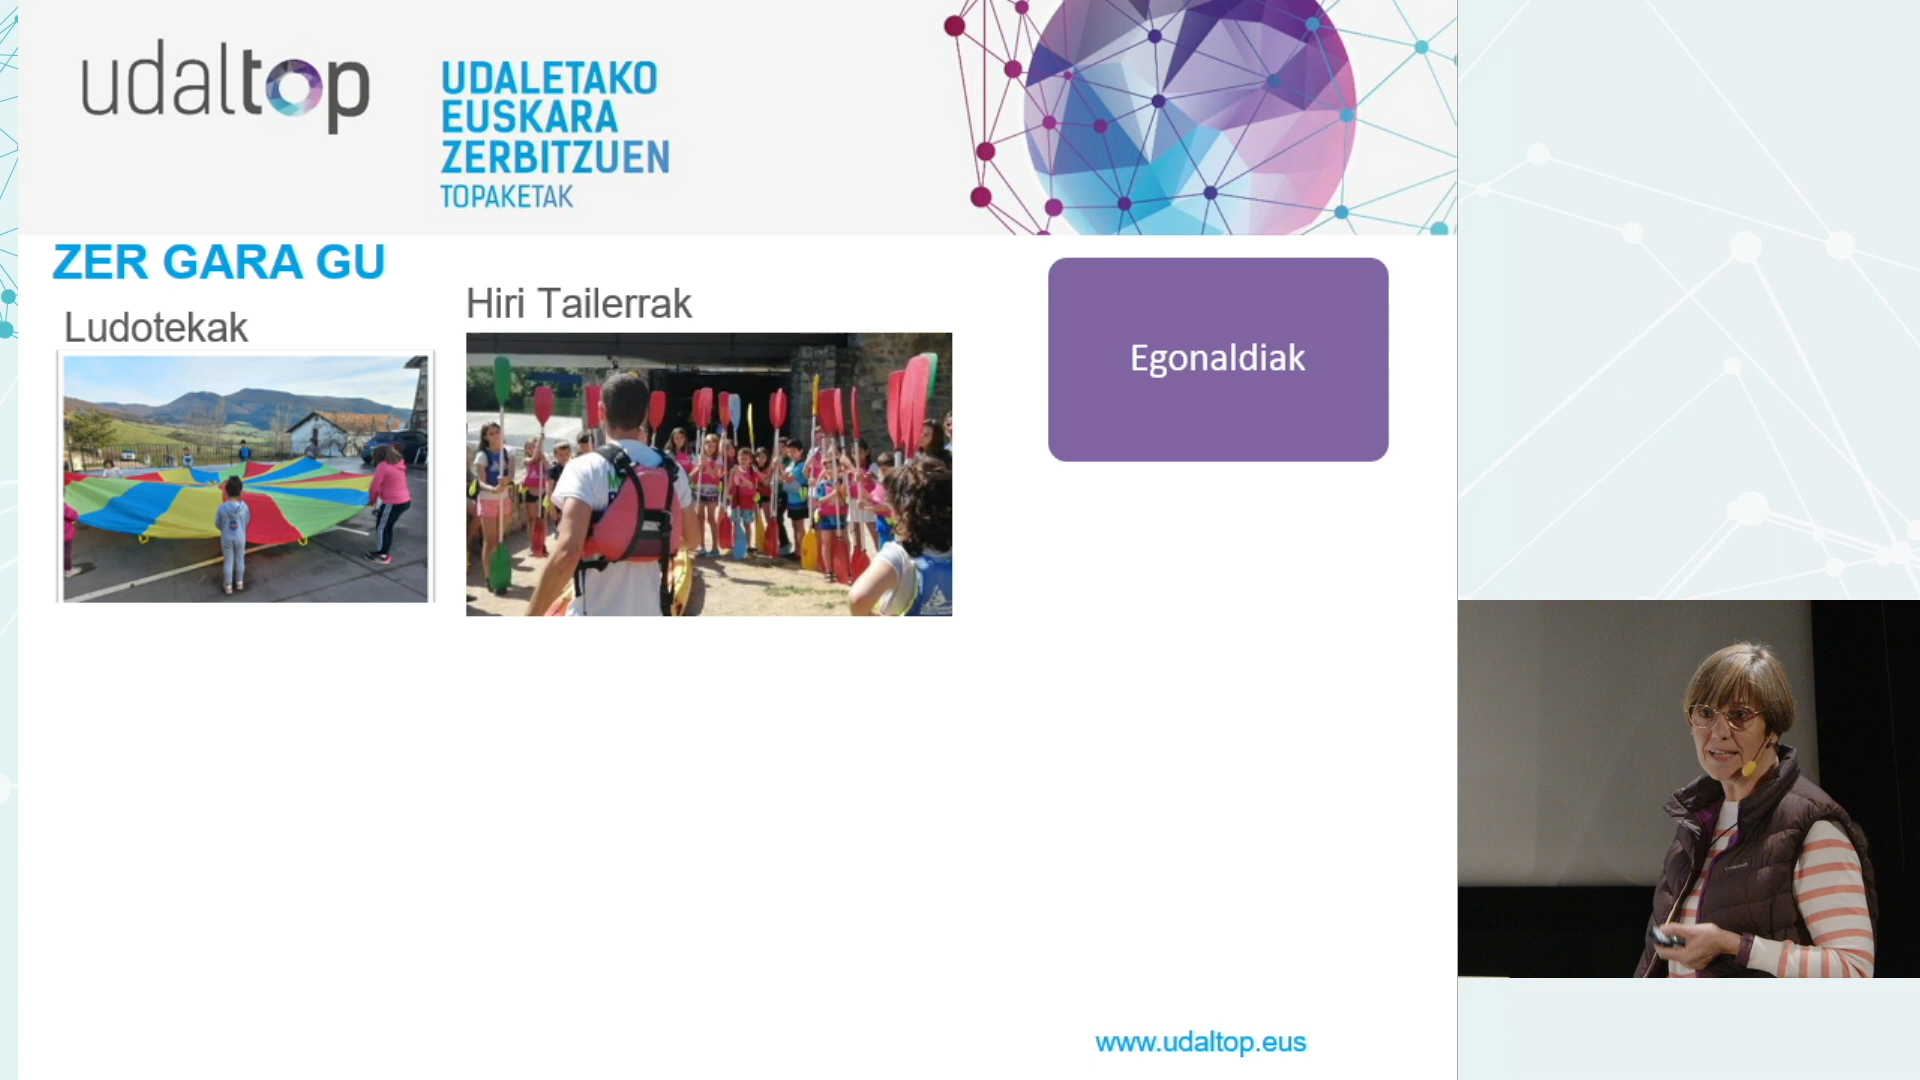 udaltop
UDALETAKO
EUSKARA
ZERBITZUEN
TOPAKETAK
ZER GARA GU
Ludotekak
Hiri Tailerrak
Egonaldiak
www.udaltop.eus